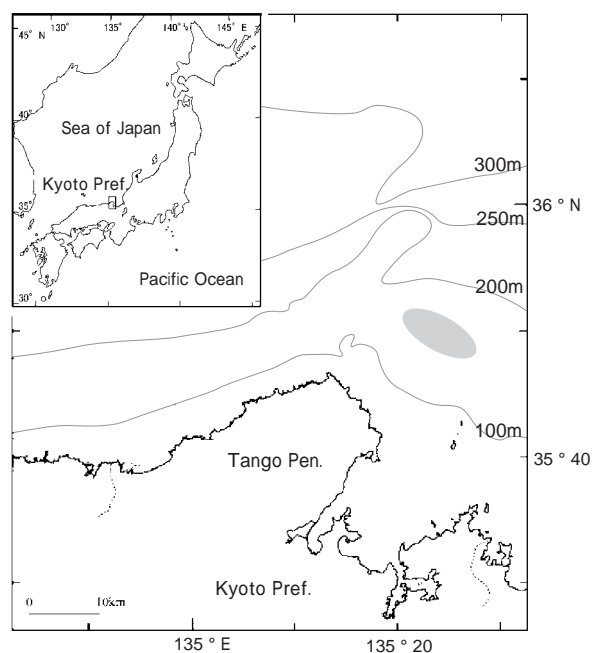 130° 135° 140° 145° E
45° N
40°
Sea of Japan
Kyoto Pref.
35°
Pacific Ocean
30°
300m
36 ° N
250m
200m
100m
35 ° 40
Tango Pen.
Kyoto Pref.
0 10km
135 ° E 135 ° 20